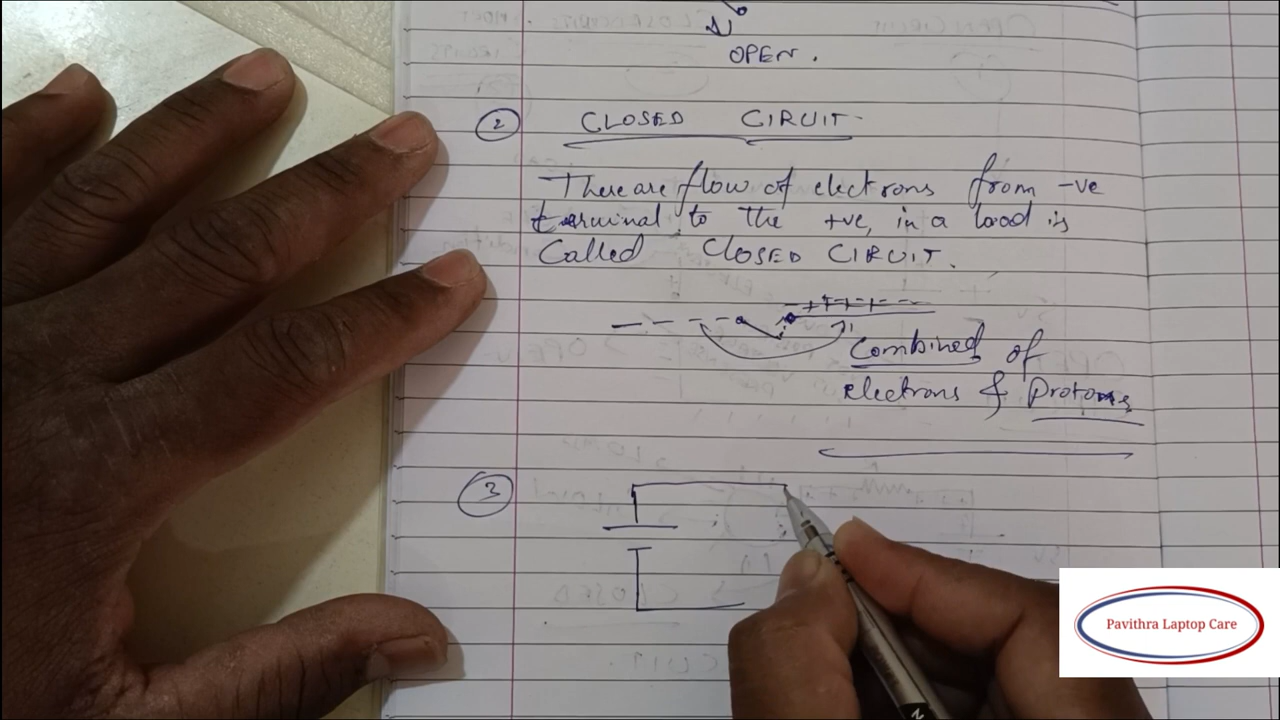 OPEN.
② CLOSED CIRUIT.
There are flow of electrons from -ve
terminal to the +ve, in a load is
Called CLOSED CIRUIT.
Combined of
electrons & Protons
③
Pavithra Laptop Care